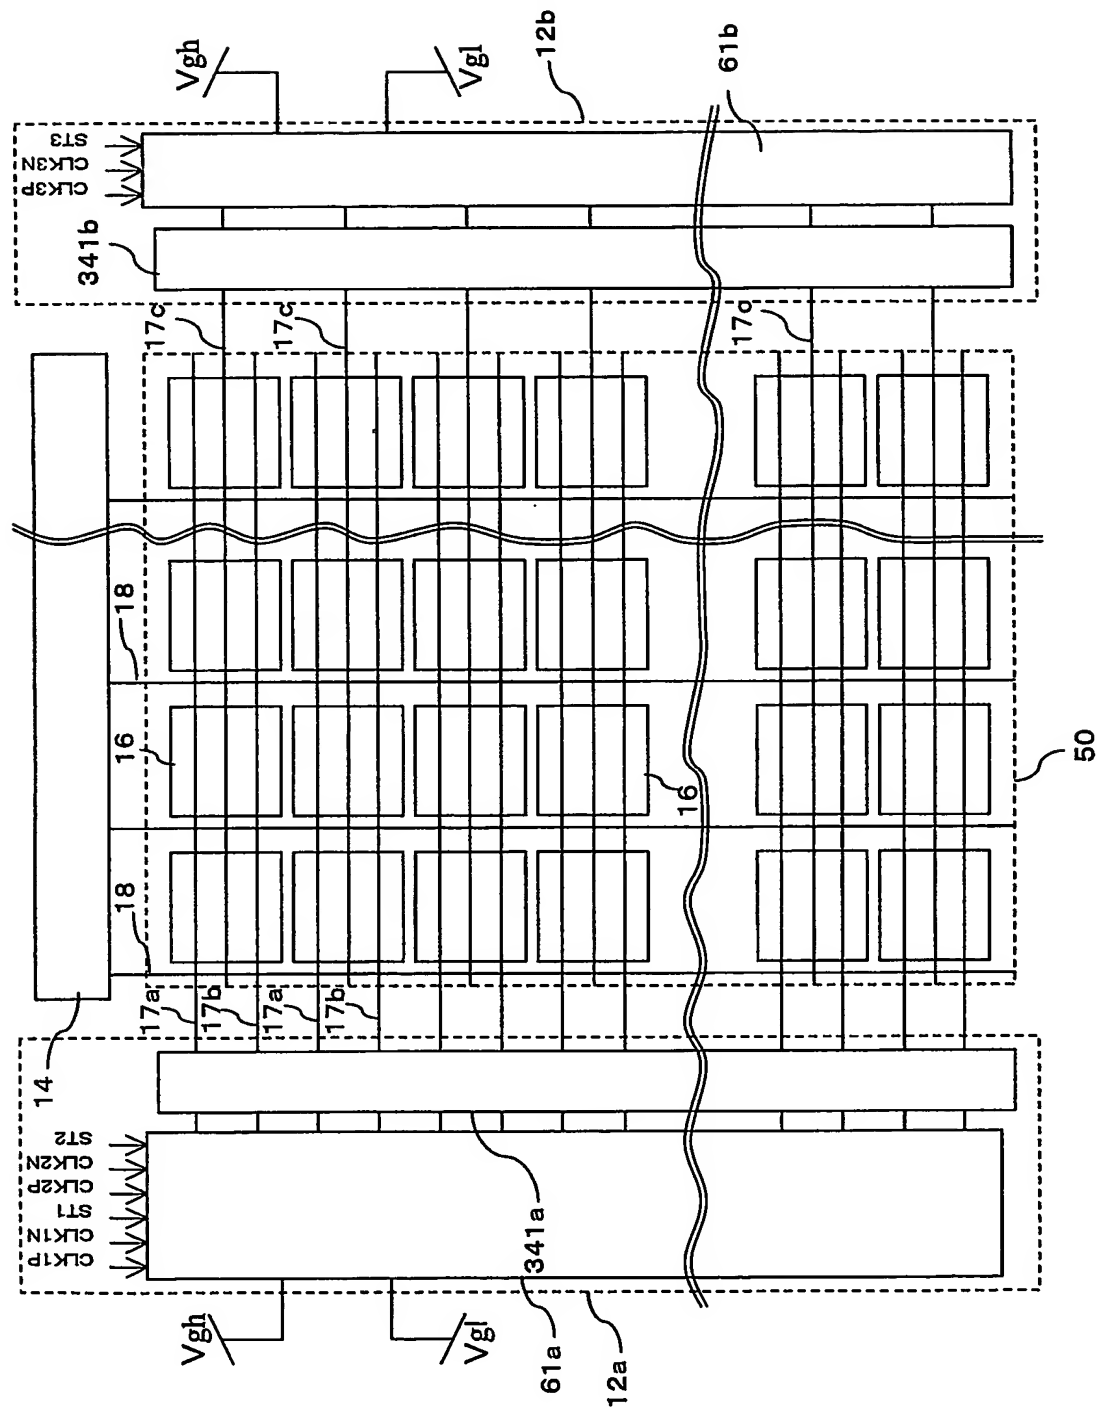 Vgh
Vgl
12b
61b
ST3
CLK3N
CLK3P
341b
17c
17c
17c
18
16
16
50
18
17a
17b
17a
17b
14
ST2
CLK2N
CLK2P
ST1
CLK1N
CLK1P
341a
Vgh
Vgl
61a
12a